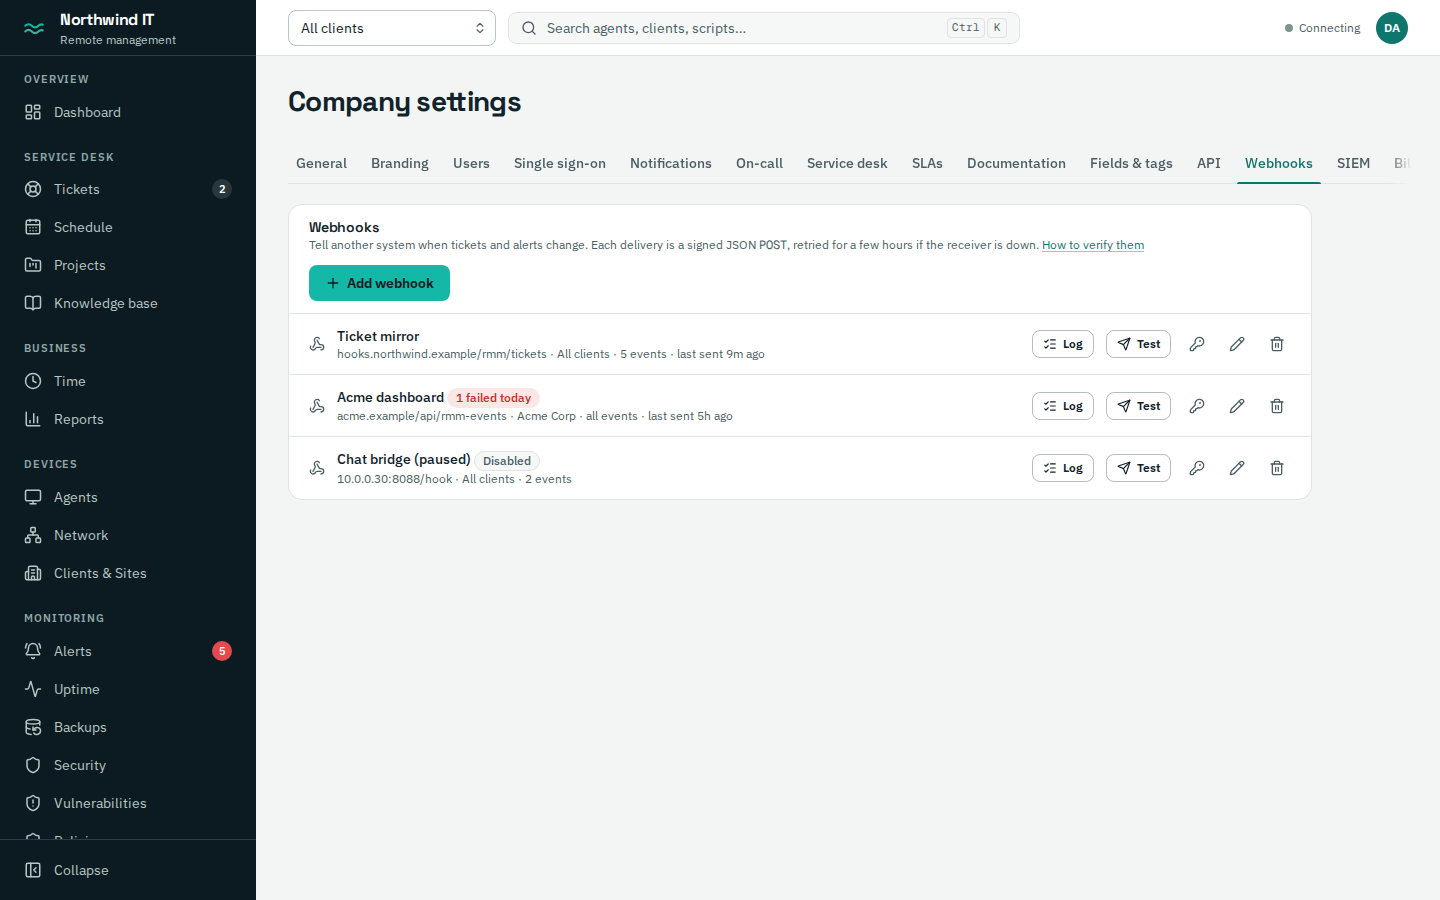 Northwind IT
Remote management
All clients
Search agents, clients, scripts...
Ctrl K
Connecting
DA
OVERVIEW
Dashboard
SERVICE DESK
Tickets 2
Schedule
Projects
Knowledge base
BUSINESS
Time
Reports
DEVICES
Agents
Network
Clients & Sites
MONITORING
Alerts 5
Uptime
Backups
Security
Vulnerabilities
Collapse
Company settings
General Branding Users Single sign-on Notifications On-call Service desk SLAs Documentation Fields & tags API Webhooks SIEM
Webhooks
Tell another system when tickets and alerts change. Each delivery is a signed JSON POST, retried for a few hours if the receiver is down. How to verify them
Add webhook
Ticket mirror
hooks.northwind.example/rmm/tickets · All clients · 5 events · last sent 9m ago
Log Test
Acme dashboard 1 failed today
acme.example/api/rmm-events · Acme Corp · all events · last sent 5h ago
Log Test
Chat bridge (paused) Disabled
10.0.0.30:8088/hook · All clients · 2 events
Log Test